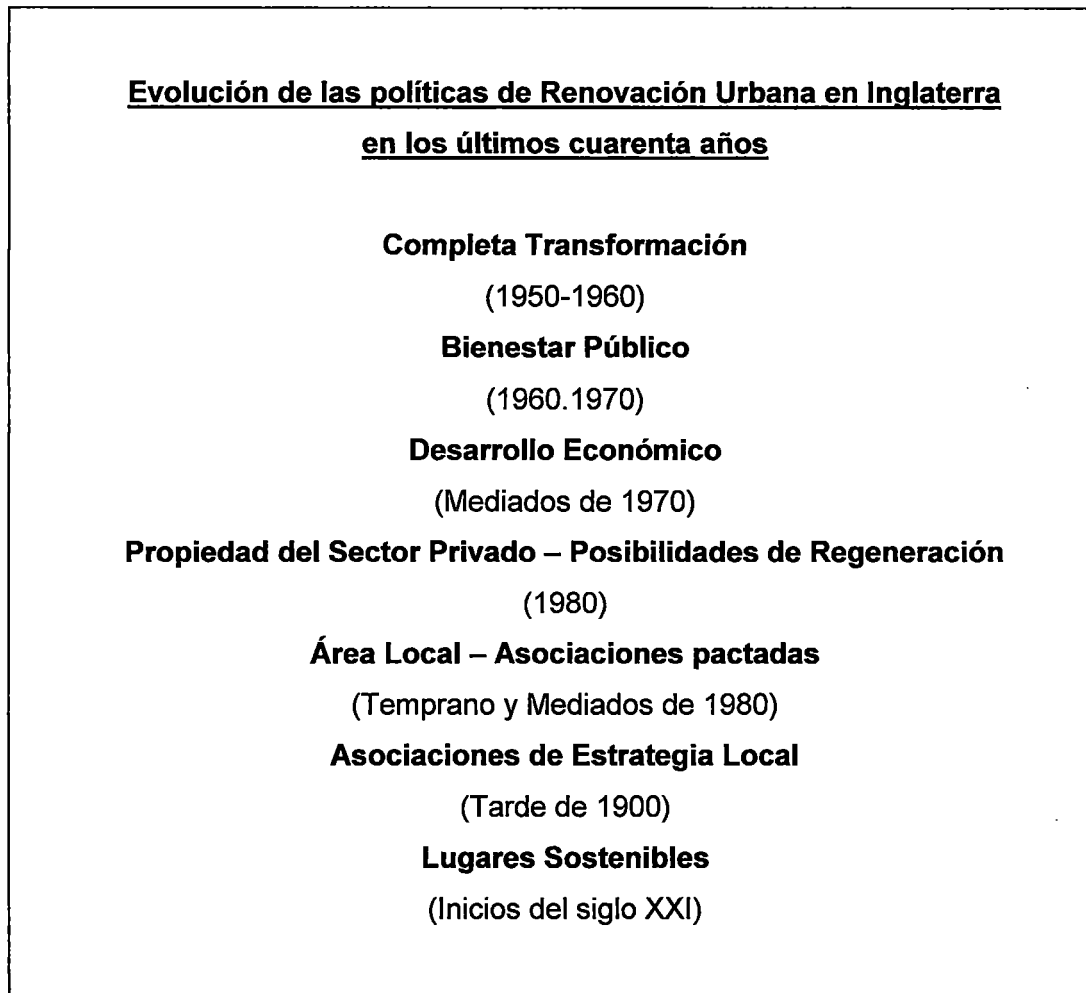 Evolución de las políticas de Renovación Urbana en Inglaterra
en los últimos cuarenta años
Completa Transformación
(1950-1960)
Bienestar Público
(1960.1970)
Desarrollo Económico
(Mediados de 1970)
Propiedad del Sector Privado – Posibilidades de Regeneración
(1980)
Área Local – Asociaciones pactadas
(Temprano y Mediados de 1980)
Asociaciones de Estrategia Local
(Tarde de 1900)
Lugares Sostenibles
(Inicios del siglo XXI)